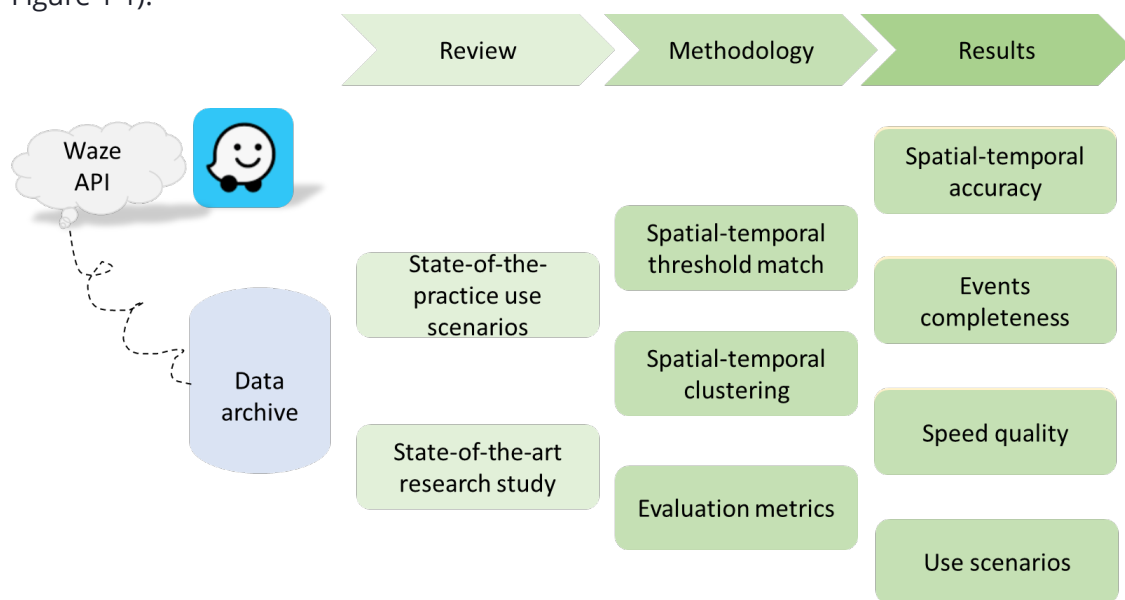 Figure 1-1).
Review
Methodology
Results
Waze
API
Data
archive
State-of-the-
practice use
scenarios
State-of-the-art
research study
Spatial-temporal
threshold match
Spatial-temporal
clustering
Evaluation metrics
Spatial-temporal
accuracy
Events
completeness
Speed quality
Use scenarios